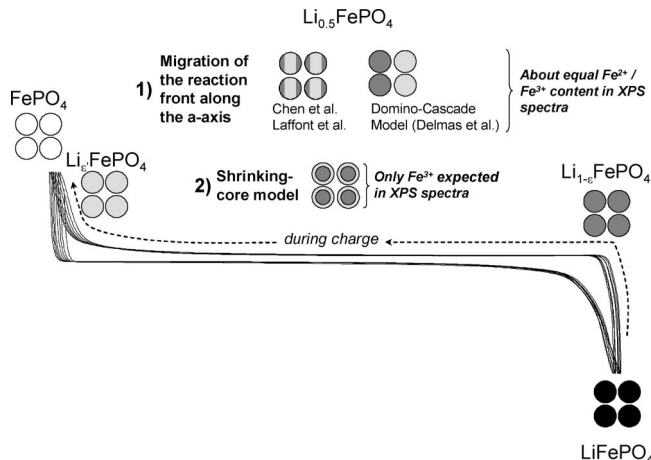 Li0.5FePO4
1)
Migration of
the reaction
front along
the a-axis
Chen et al.
Laffont et al.
Domino-Cascade
Model (Delmas et al.)
About equal Fe2+ /
Fe3+ content in XPS
spectra
FePO4
Liε'FePO4
2)
Shrinking-
core model
Only Fe3+ expected
in XPS spectra
Li1-εFePO4
during charge
LiFePO4